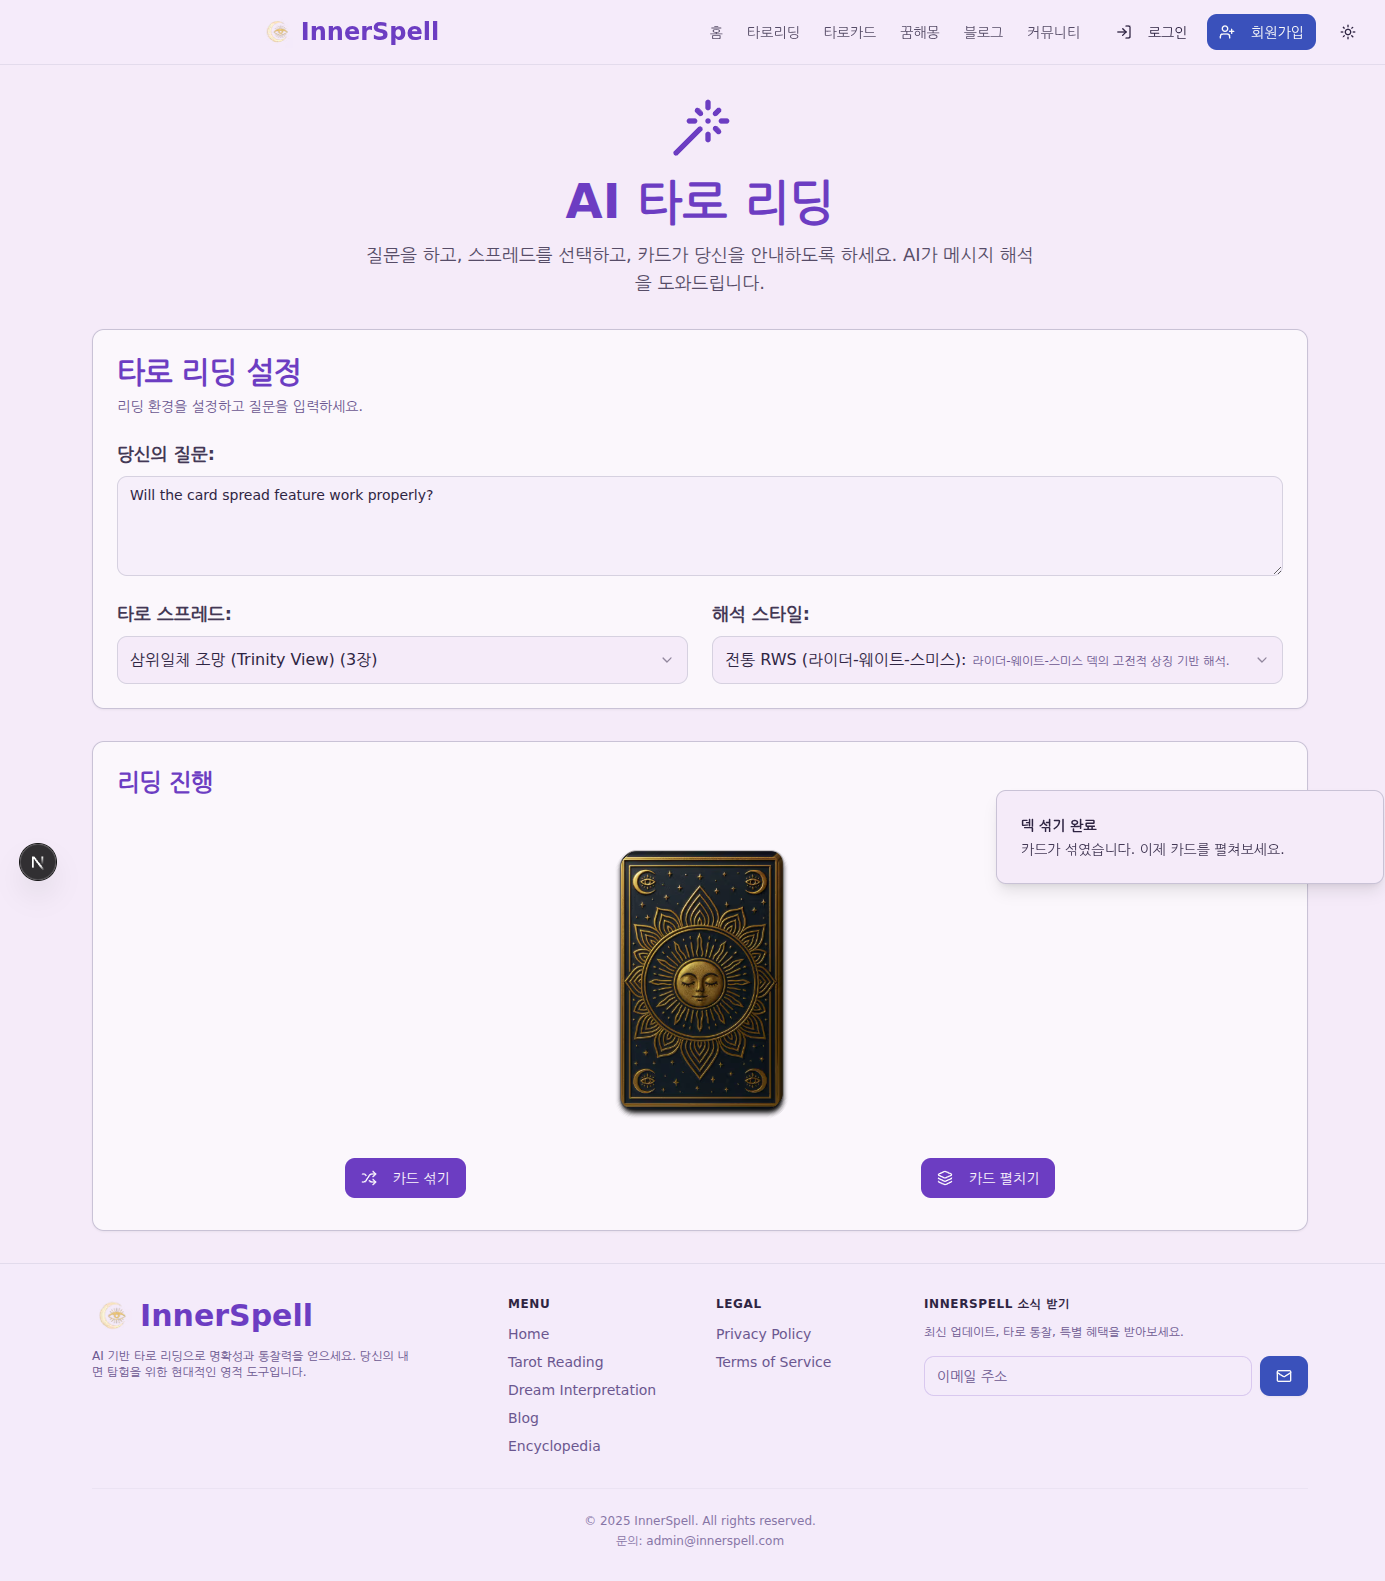 InnerSpell
홈 타로리딩 타로카드 꿈해몽 블로그 커뮤니티 로그인 회원가입
AI 타로 리딩
질문을 하고, 스프레드를 선택하고, 카드가 당신을 안내하도록 하세요. AI가 메시지 해석
을 도와드립니다.
타로 리딩 설정
리딩 환경을 설정하고 질문을 입력하세요.
당신의 질문:
Will the card spread feature work properly?
타로 스프레드:
삼위일체 조망 (Trinity View) (3장)
해석 스타일:
전통 RWS (라이더-웨이트-스미스): 라이더-웨이트-스미스 덱의 고전적 상징 기반 해석.
리딩 진행
덱 섞기 완료
카드가 섞였습니다. 이제 카드를 펼쳐보세요.
N
카드 섞기
카드 펼치기
InnerSpell
AI 기반 타로 리딩으로 명확성과 통찰력을 얻으세요. 당신의 내
면 탐험을 위한 현대적인 영적 도구입니다.
MENU
Home
Tarot Reading
Dream Interpretation
Blog
Encyclopedia
LEGAL
Privacy Policy
Terms of Service
INNERSPELL 소식 받기
최신 업데이트, 타로 통찰, 특별 혜택을 받아보세요.
이메일 주소
© 2025 InnerSpell. All rights reserved.
문의: admin@innerspell.com